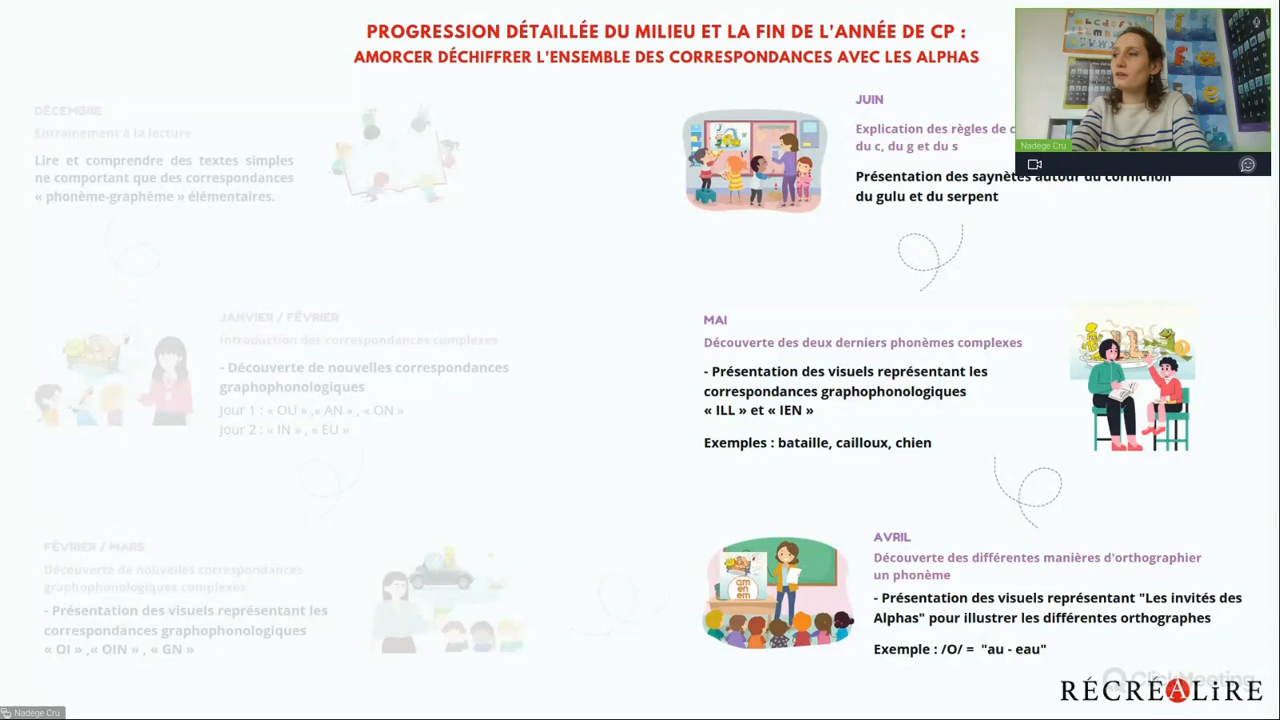 PROGRESSION DÉTAILLÉE DU MILIEU ET LA FIN DE L'ANNÉE DE CP :
AMORCER DÉCHIFFRER L'ENSEMBLE DES CORRESPONDANCES AVEC LES ALPHAS
DÉCEMBRE
Entrainement à la lecture
Lire et comprendre des textes simples
ne comportant que des correspondances
« phonème-graphème » élémentaires.
JANVIER / FÉVRIER
Introduction des correspondances complexes
- Découverte de nouvelles correspondances
graphophonologiques
Jour 1 : « OU » ,« AN » , « ON »
Jour 2 : « IN » , « EU »
FÉVRIER / MARS
Découverte de nouvelles correspondances
graphophonologiques complexes
- Présentation des visuels représentant les
correspondances graphophonologiques
« OI » ,« OIN » , « GN »
JUIN
Explication des règles de
du c, du g et du s
Présentation des saynètes autour du cornichon
du gulu et du serpent
MAI
Découverte des deux derniers phonèmes complexes
- Présentation des visuels représentant les
correspondances graphophonologiques
« ILL » et « IEN »
Exemples : bataille, cailloux, chien
AVRIL
Découverte des différentes manières d'orthographier
un phonème
- Présentation des visuels représentant "Les invités des
Alphas" pour illustrer les différentes orthographes
Exemple : /O/ = "au - eau"
am
en em
Nadège Cru
ClickMeeting
RÉCRÉALIRE
Nadège Cru